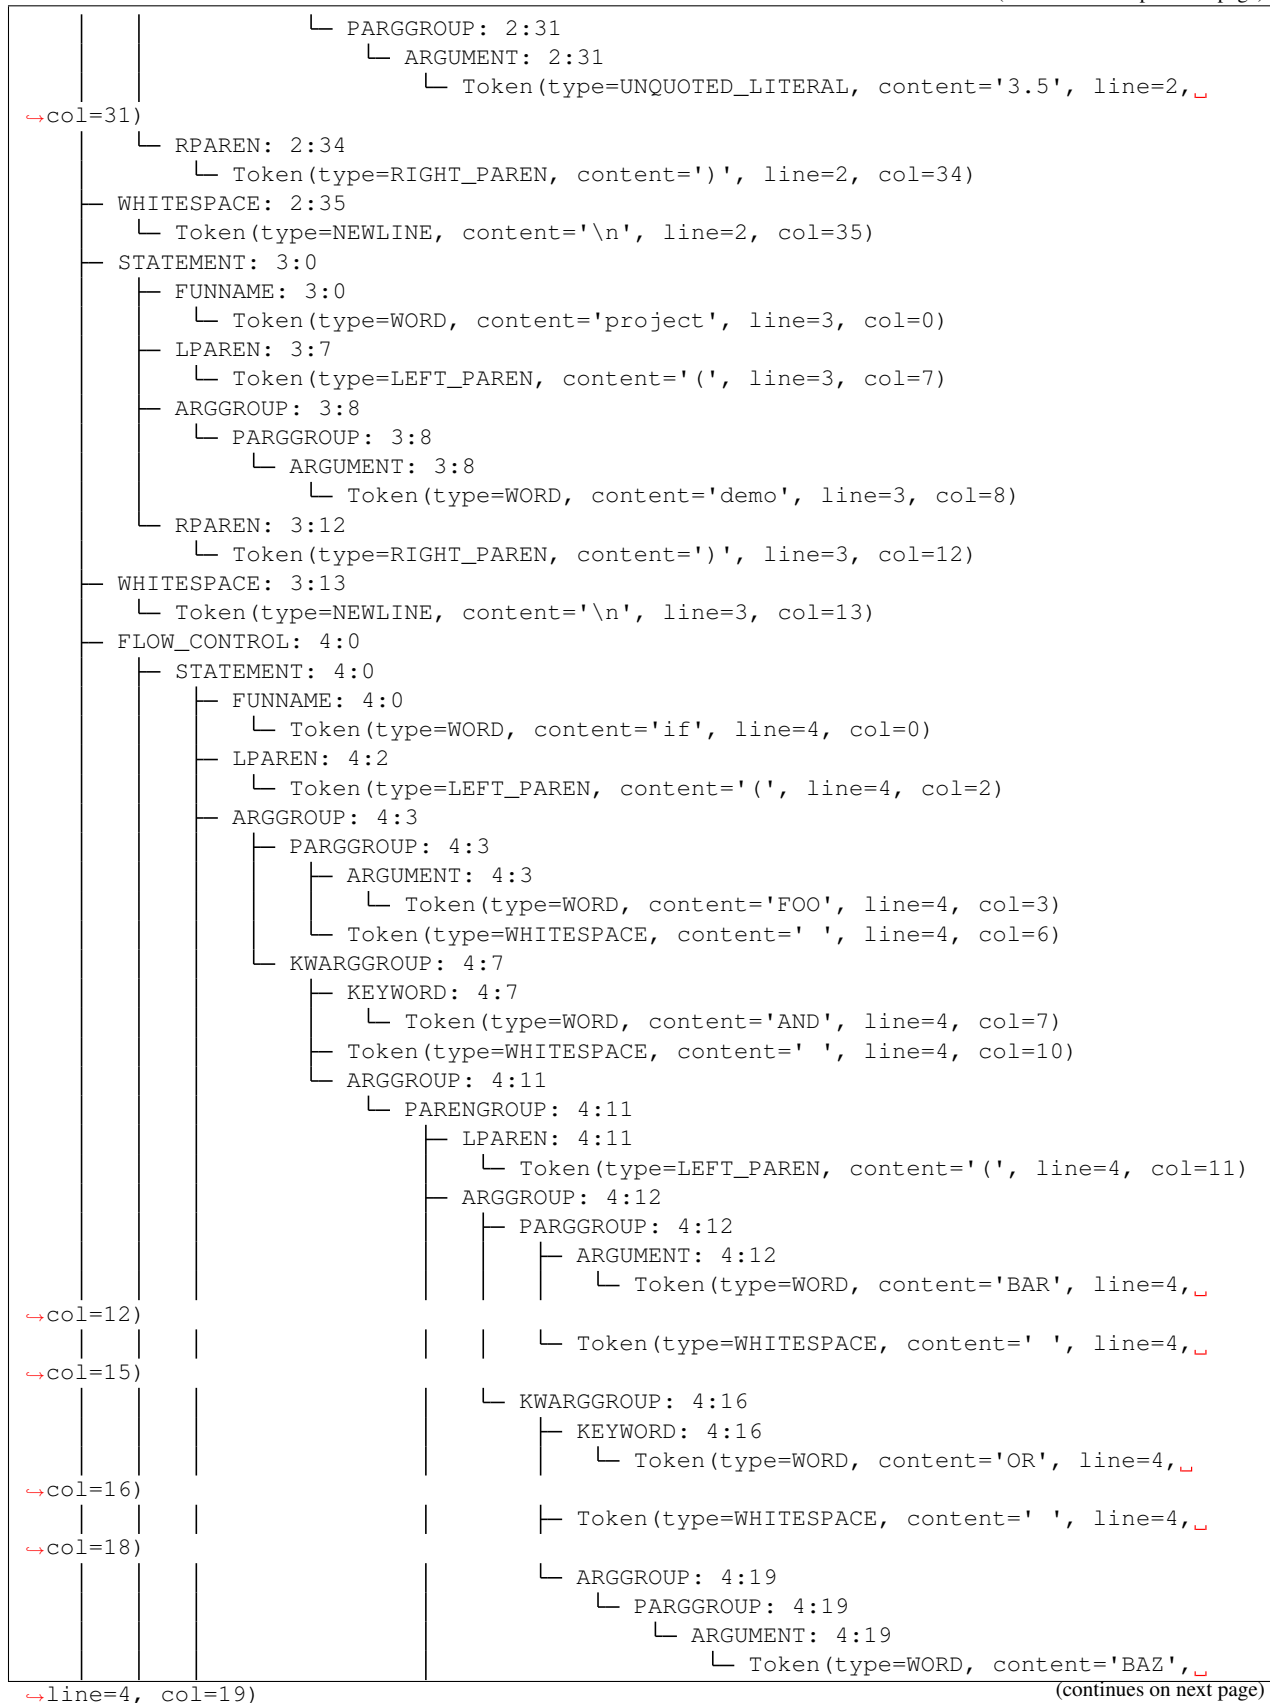 │  │        └─ PARGGROUP: 2:31
│  │           └─ ARGUMENT: 2:31
│  │              └─ Token(type=UNQUOTED_LITERAL, content='3.5', line=2,␣
↪col=31)
│  └─ RPAREN: 2:34
│     └─ Token(type=RIGHT_PAREN, content=')', line=2, col=34)
├─ WHITESPACE: 2:35
│  └─ Token(type=NEWLINE, content='\n', line=2, col=35)
├─ STATEMENT: 3:0
│  ├─ FUNNAME: 3:0
│  │  └─ Token(type=WORD, content='project', line=3, col=0)
│  ├─ LPAREN: 3:7
│  │  └─ Token(type=LEFT_PAREN, content='(', line=3, col=7)
│  ├─ ARGGROUP: 3:8
│  │  └─ PARGGROUP: 3:8
│  │     └─ ARGUMENT: 3:8
│  │        └─ Token(type=WORD, content='demo', line=3, col=8)
│  └─ RPAREN: 3:12
│     └─ Token(type=RIGHT_PAREN, content=')', line=3, col=12)
├─ WHITESPACE: 3:13
│  └─ Token(type=NEWLINE, content='\n', line=3, col=13)
├─ FLOW_CONTROL: 4:0
│  ├─ STATEMENT: 4:0
│  │  ├─ FUNNAME: 4:0
│  │  │  └─ Token(type=WORD, content='if', line=4, col=0)
│  │  ├─ LPAREN: 4:2
│  │  │  └─ Token(type=LEFT_PAREN, content='(', line=4, col=2)
│  │  ├─ ARGGROUP: 4:3
│  │  │  ├─ PARGGROUP: 4:3
│  │  │  │  ├─ ARGUMENT: 4:3
│  │  │  │  │  └─ Token(type=WORD, content='FOO', line=4, col=3)
│  │  │  │  └─ Token(type=WHITESPACE, content=' ', line=4, col=6)
│  │  │  └─ KWARGGROUP: 4:7
│  │  │     ├─ KEYWORD: 4:7
│  │  │     │  └─ Token(type=WORD, content='AND', line=4, col=7)
│  │  │     ├─ Token(type=WHITESPACE, content=' ', line=4, col=10)
│  │  │     └─ ARGGROUP: 4:11
│  │  │        └─ PARENGROUP: 4:11
│  │  │           ├─ LPAREN: 4:11
│  │  │           │  └─ Token(type=LEFT_PAREN, content='(', line=4, col=11)
│  │  │           ├─ ARGGROUP: 4:12
│  │  │           │  ├─ PARGGROUP: 4:12
│  │  │           │  │  ├─ ARGUMENT: 4:12
│  │  │           │  │  │  └─ Token(type=WORD, content='BAR', line=4,␣
↪col=12)
│  │  │           │  │  └─ Token(type=WHITESPACE, content=' ', line=4,␣
↪col=15)
│  │  │           │  └─ KWARGGROUP: 4:16
│  │  │           │     ├─ KEYWORD: 4:16
│  │  │           │     │  └─ Token(type=WORD, content='OR', line=4,␣
↪col=16)
│  │  │           │     ├─ Token(type=WHITESPACE, content=' ', line=4,␣
↪col=18)
│  │  │           │     └─ ARGGROUP: 4:19
│  │  │           │        └─ PARGGROUP: 4:19
│  │  │           │           └─ ARGUMENT: 4:19
│  │  │           │              └─ Token(type=WORD, content='BAZ',␣
↪line=4, col=19)
(continues on next page)